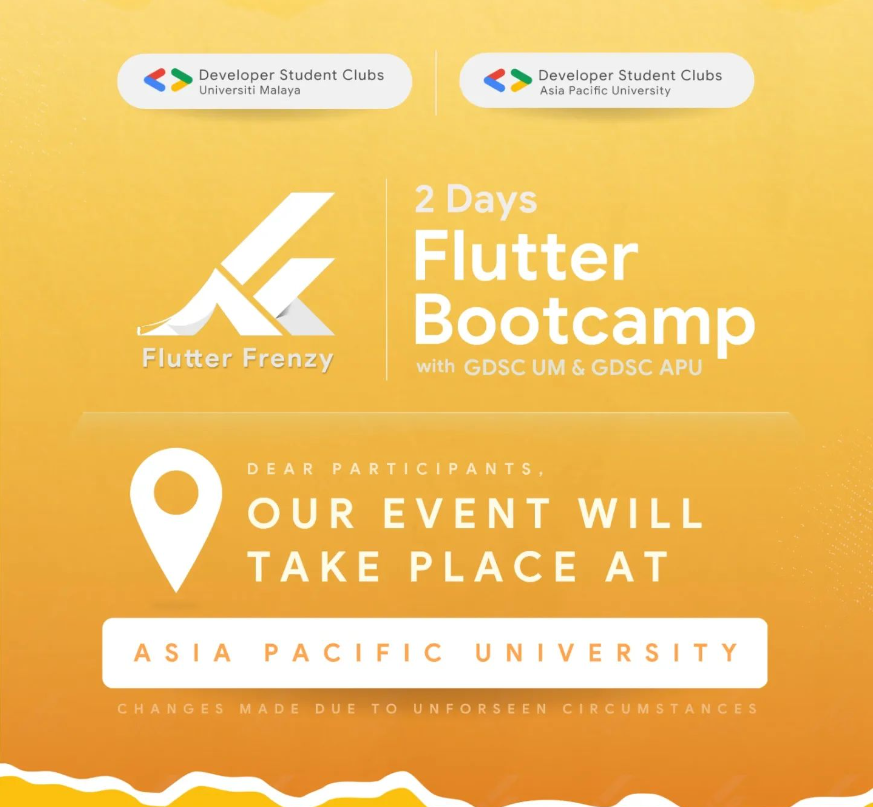 Developer Student Clubs
Universiti Malaya
Developer Student Clubs
Asia Pacific University
Flutter Frenzy
2 Days
Flutter
Bootcamp
with GDSC UM & GDSC APU
DEAR PARTICIPANTS,
OUR EVENT WILL
TAKE PLACE AT
ASIA PACIFIC UNIVERSITY
CHANGES MADE DUE TO UNFORSEEN CIRCUMSTANCES